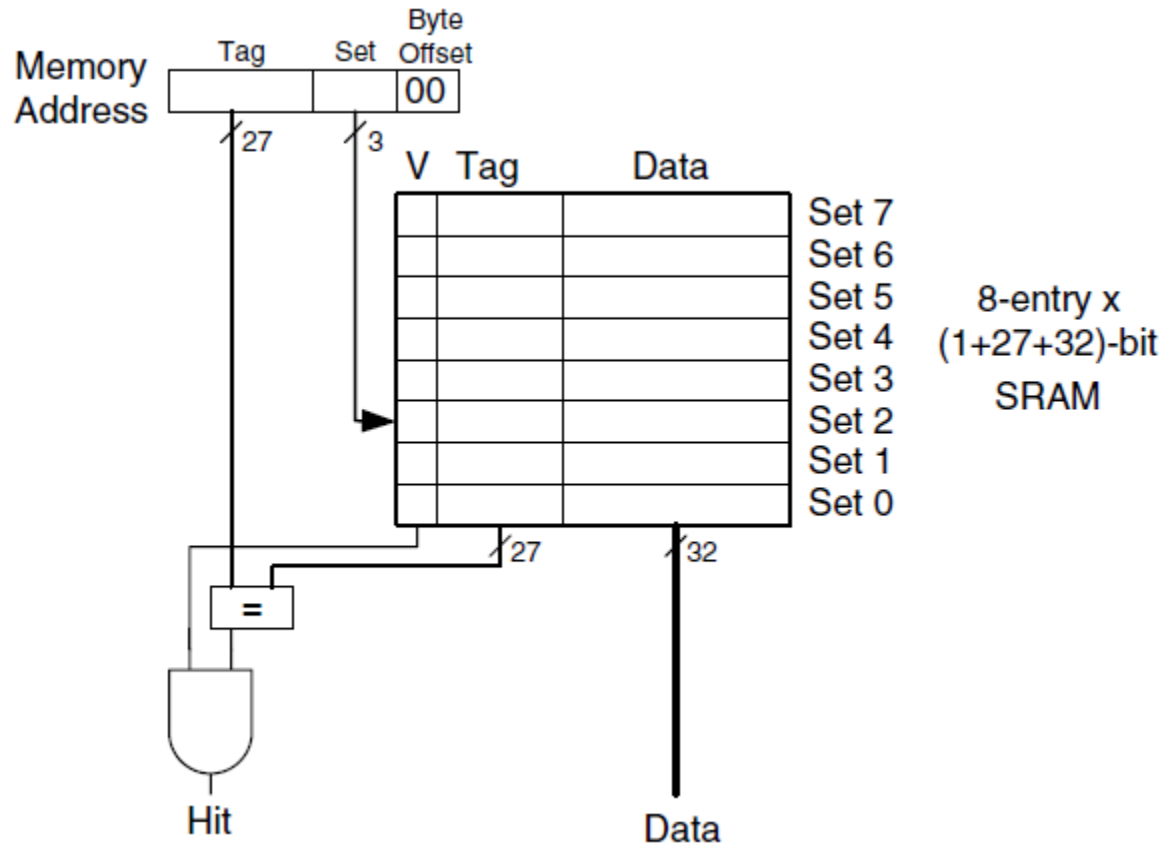 Byte
Tag Set Offset
Memory
Address
00
27 3
V Tag Data
Set 7
Set 6
Set 5
Set 4
Set 3
Set 2
Set 1
Set 0
8-entry x
(1+27+32)-bit
SRAM
27 32
=
Hit
Data